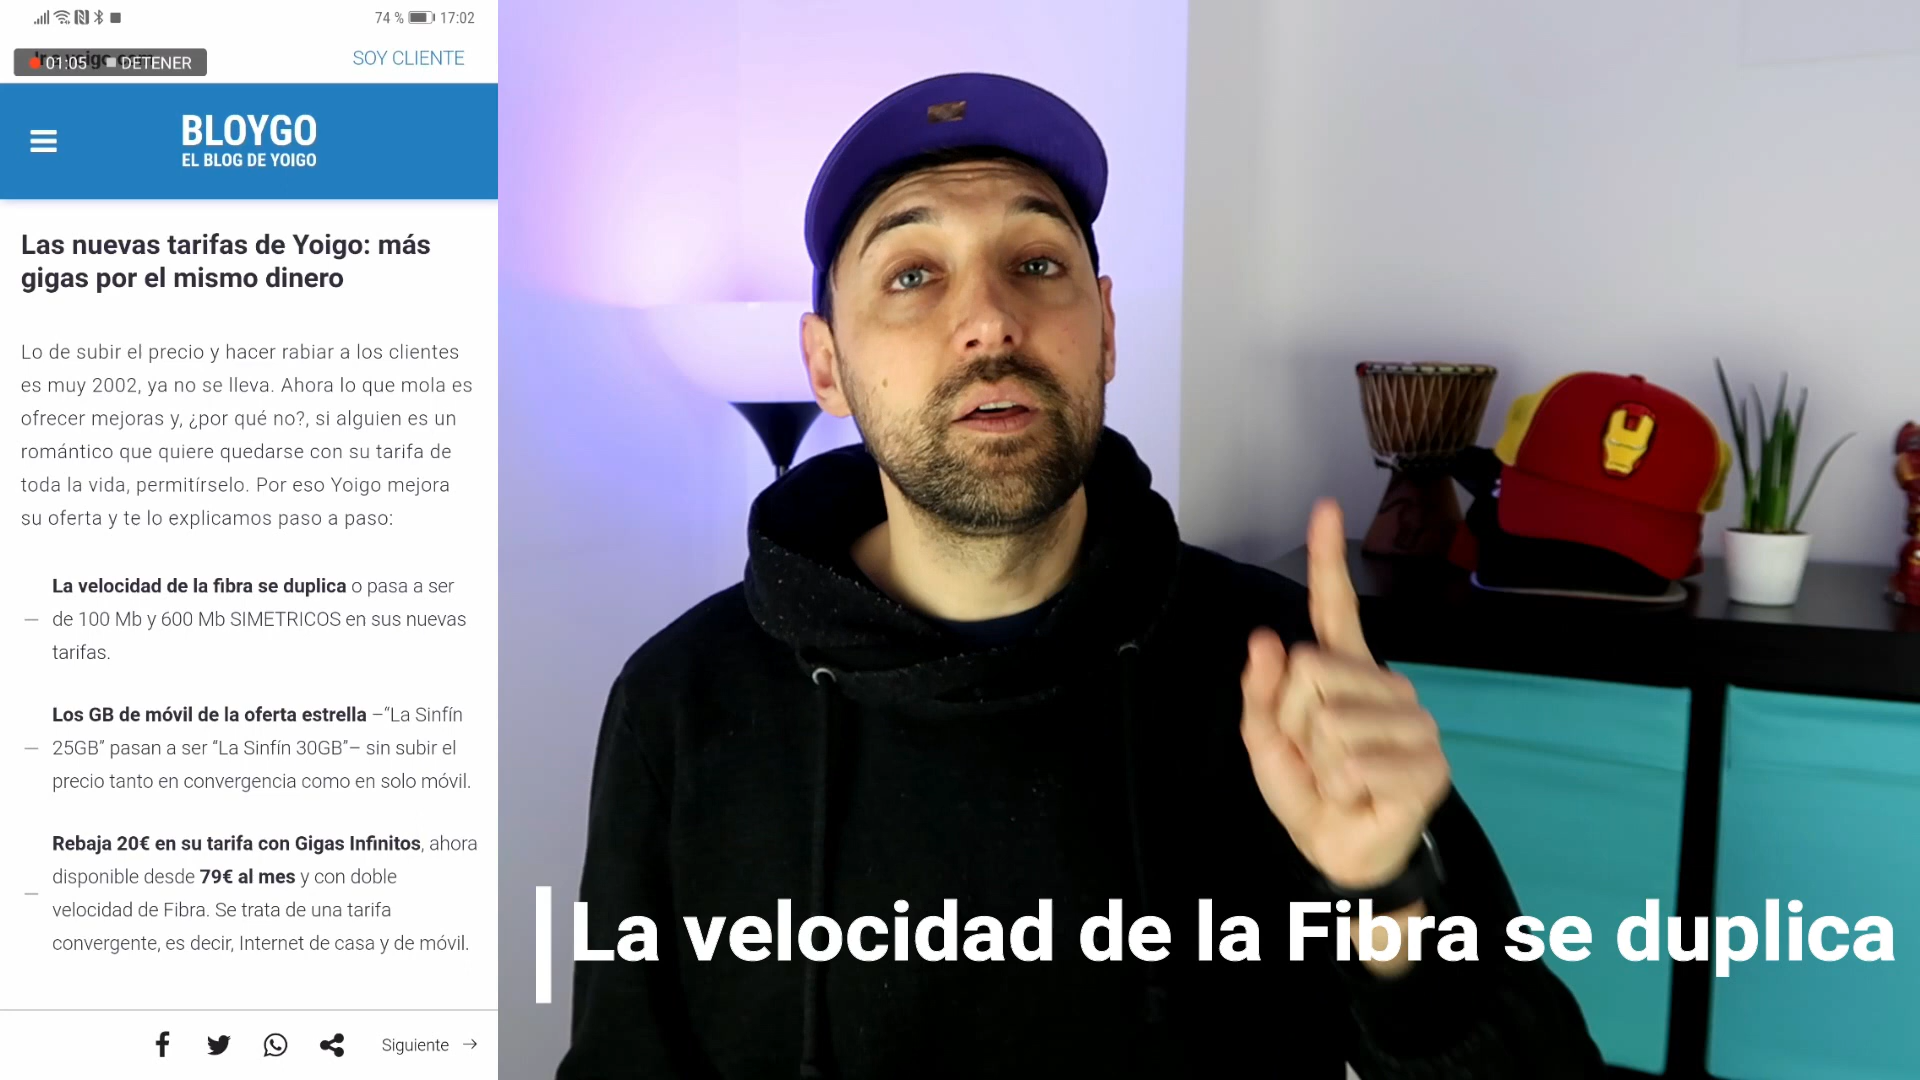 74 % 17:02
01:05 DETENER
SOY CLIENTE
BLOYGO
EL BLOG DE YOIGO
Las nuevas tarifas de Yoigo: más
gigas por el mismo dinero
Lo de subir el precio y hacer rabiar a los clientes
es muy 2002, ya no se lleva. Ahora lo que mola es
ofrecer mejoras y, ¿por qué no?, si alguien es un
romántico que quiere quedarse con su tarifa de
toda la vida, permitírselo. Por eso Yoigo mejora
su oferta y te lo explicamos paso a paso:
La velocidad de la fibra se duplica o pasa a ser
— de 100 Mb y 600 Mb SIMETRICOS en sus nuevas
tarifas.
Los GB de móvil de la oferta estrella –“La Sinfín
— 25GB” pasan a ser “La Sinfín 30GB”– sin subir el
precio tanto en convergencia como en solo móvil.
Rebaja 20€ en su tarifa con Gigas Infinitos, ahora
disponible desde 79€ al mes y con doble
— velocidad de Fibra. Se trata de una tarifa
convergente, es decir, Internet de casa y de móvil.
Siguiente →
La velocidad de la Fibra se duplica